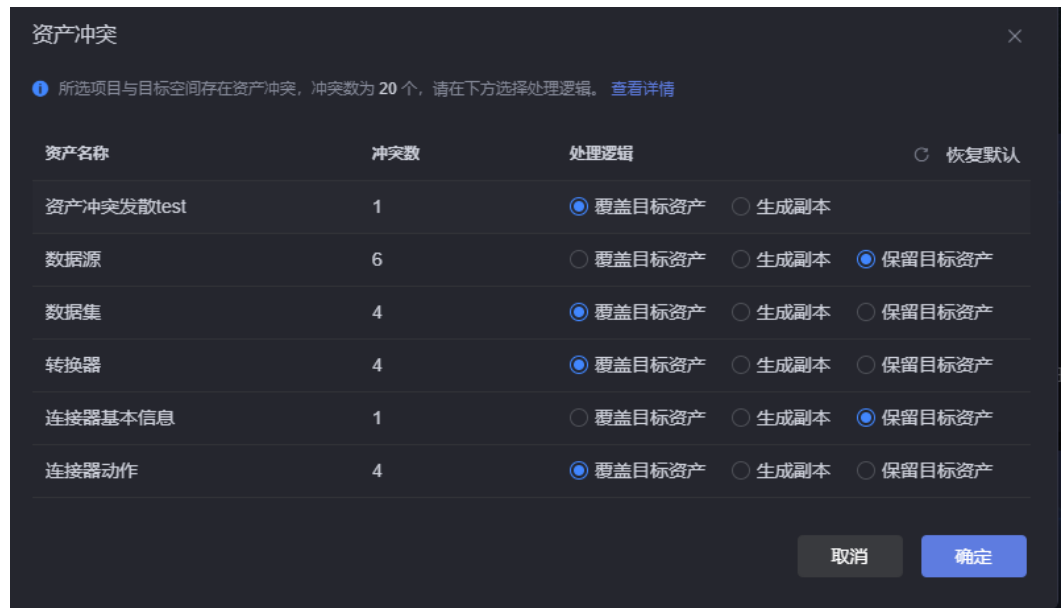 资产冲突
所选项目与目标空间存在资产冲突，冲突数为 20 个，请在下方选择处理逻辑。 查看详情
资产名称 冲突数 处理逻辑 恢复默认
资产冲突发散test 1 覆盖目标资产 生成副本
数据源 6 覆盖目标资产 生成副本 保留目标资产
数据集 4 覆盖目标资产 生成副本 保留目标资产
转换器 4 覆盖目标资产 生成副本 保留目标资产
连接器基本信息 1 覆盖目标资产 生成副本 保留目标资产
连接器动作 4 覆盖目标资产 生成副本 保留目标资产
取消 确定